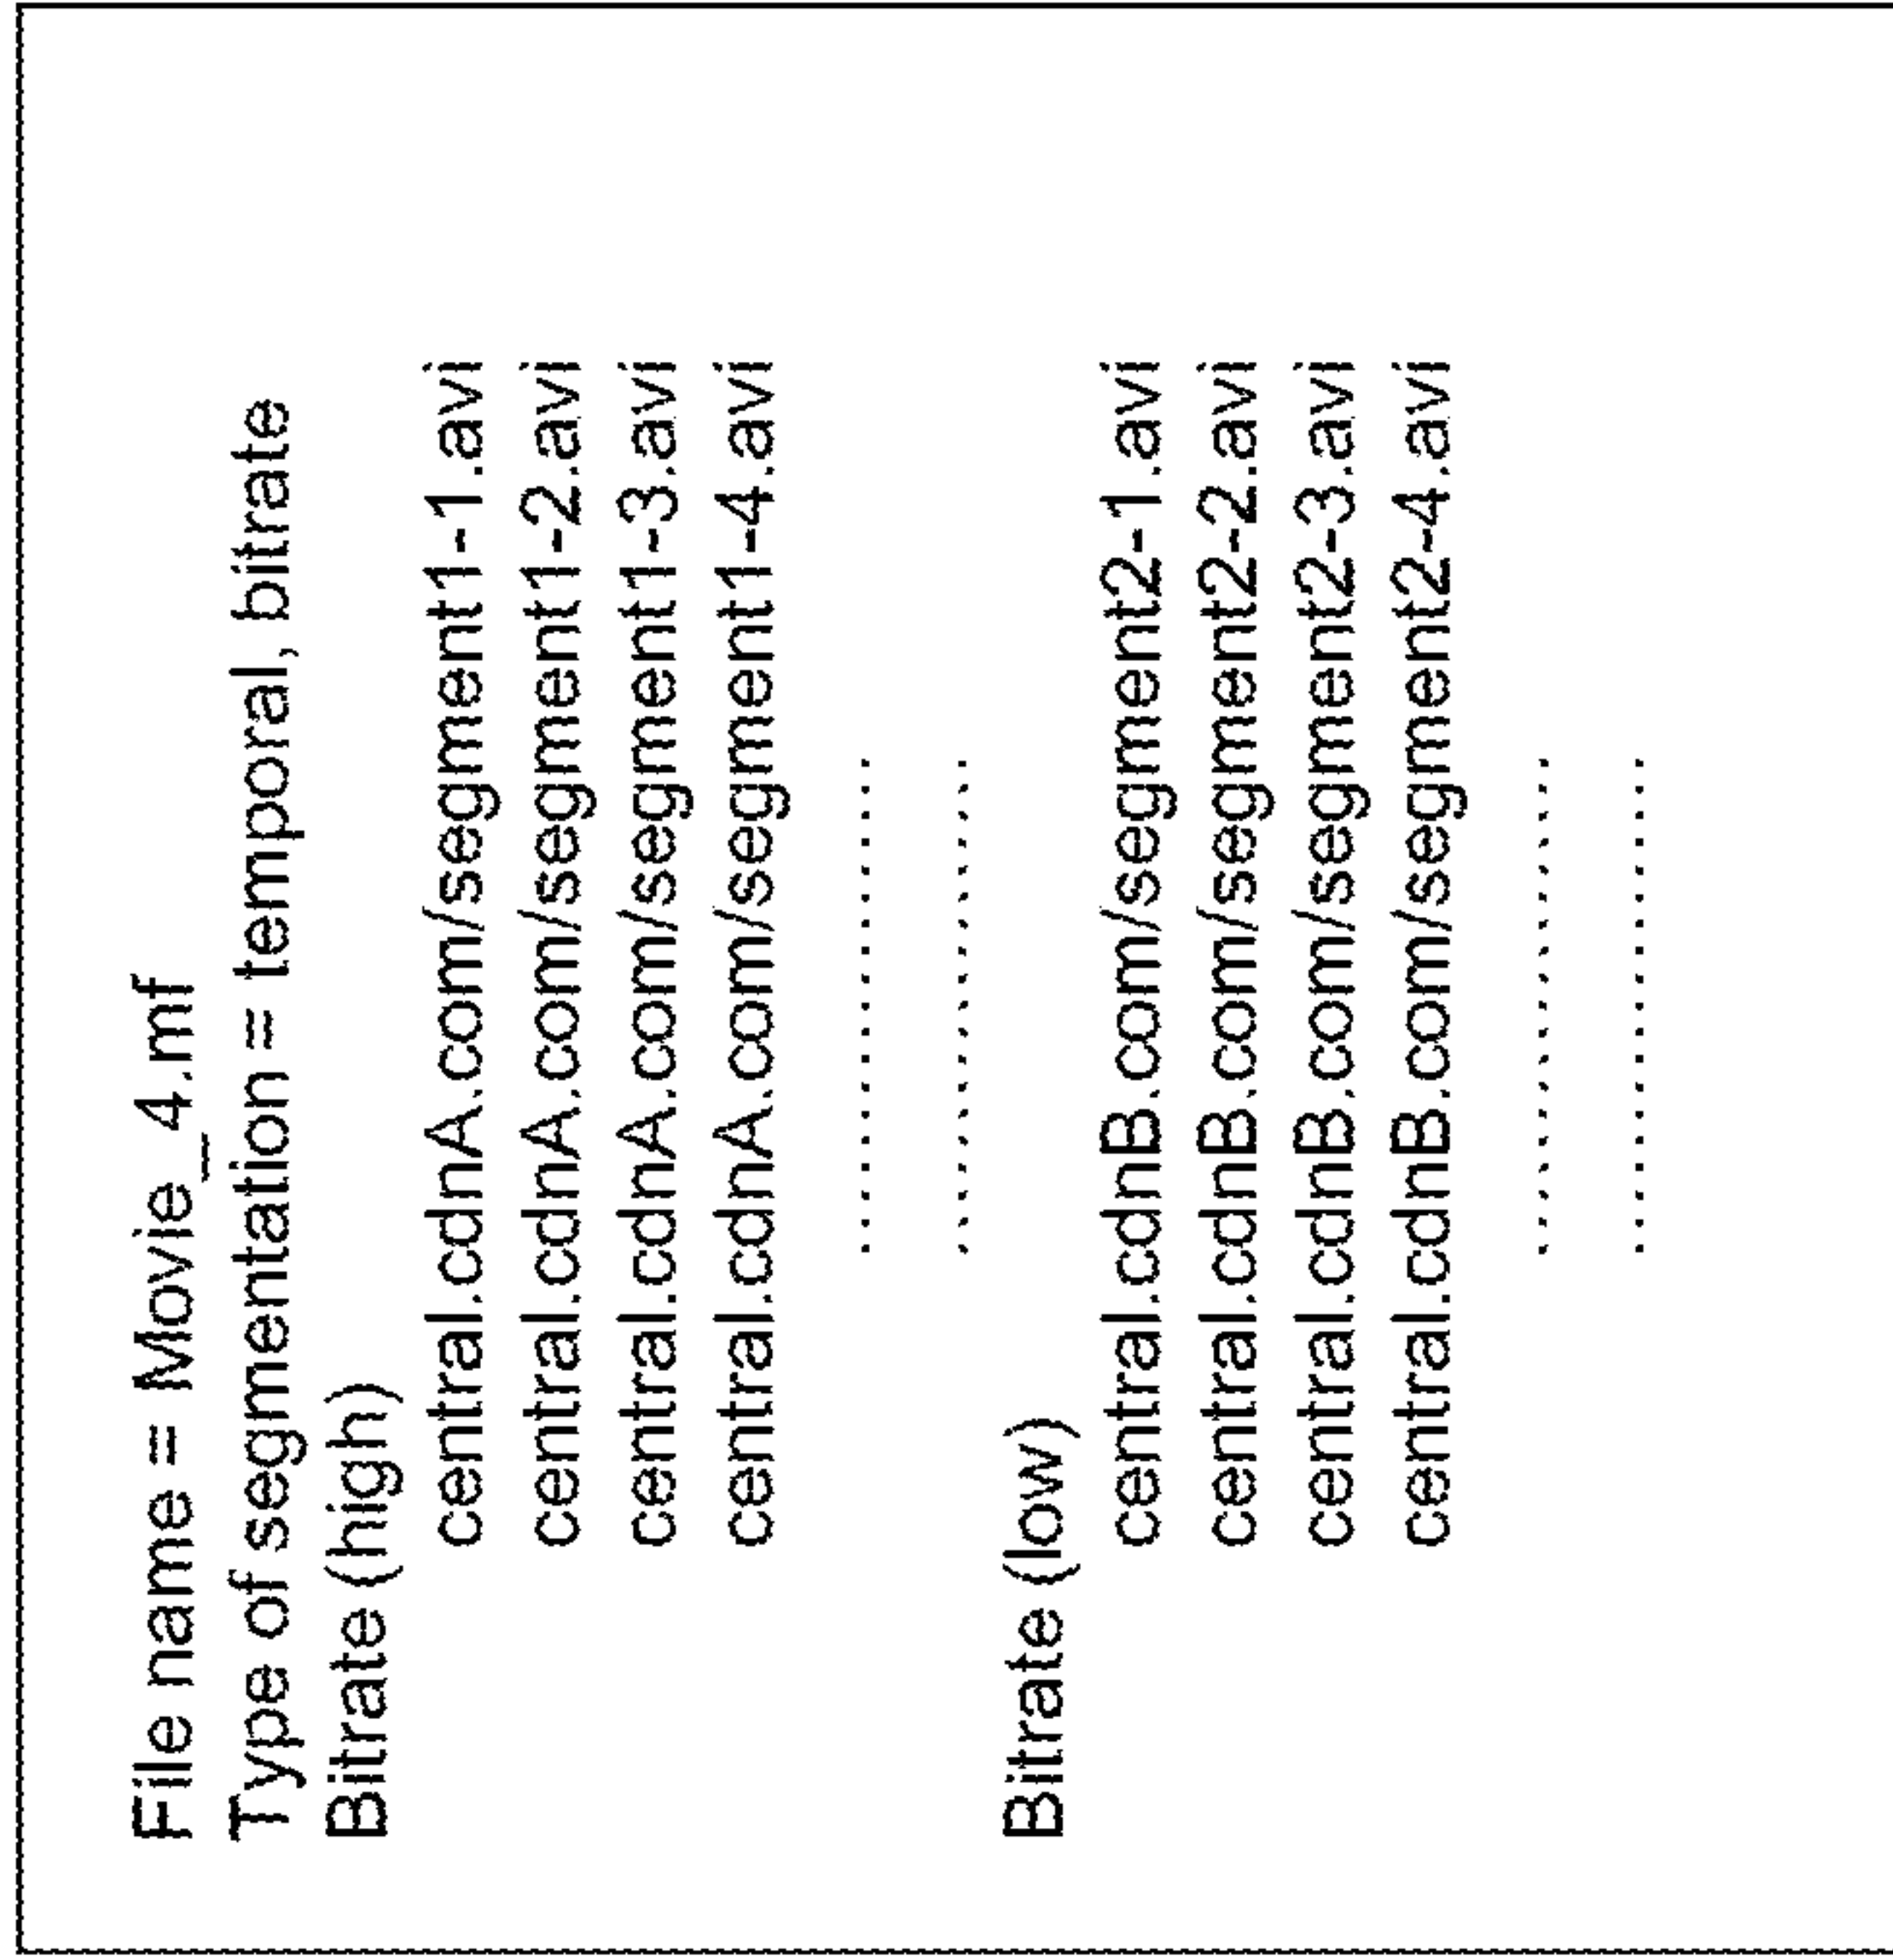 File name = Movie_4.mf
Type of segmentation = temporal, bitrate
Bitrate (high)
central.cdnA.com/segment1-1.avi
central.cdnA.com/segment1-2.avi
central.cdnA.com/segment1-3.avi
central.cdnA.com/segment1-4.avi
...................
...................
Bitrate (low)
central.cdnB.com/segment2-1.avi
central.cdnB.com/segment2-2.avi
central.cdnB.com/segment2-3.avi
central.cdnB.com/segment2-4.avi
...................
...................